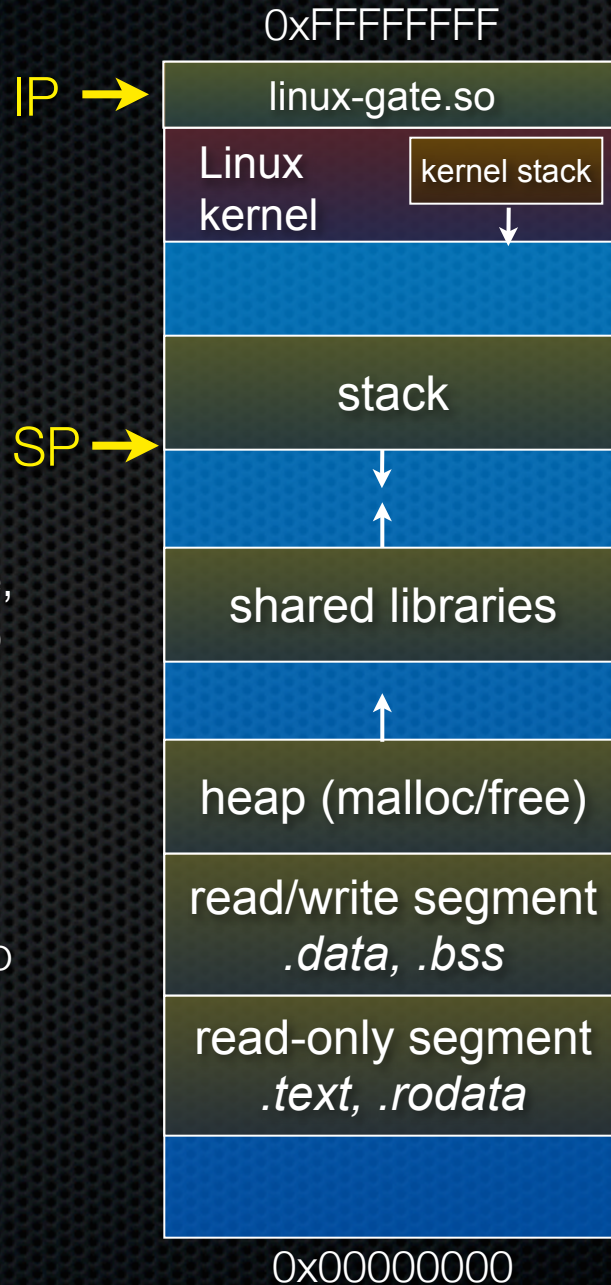 0xFFFFFFFF
IP
linux-gate.so
Linux
kernel
kernel stack
stack
SP
shared libraries
heap (malloc/free)
read/write segment
.data, .bss
read-only segment
.text, .rodata
0x00000000